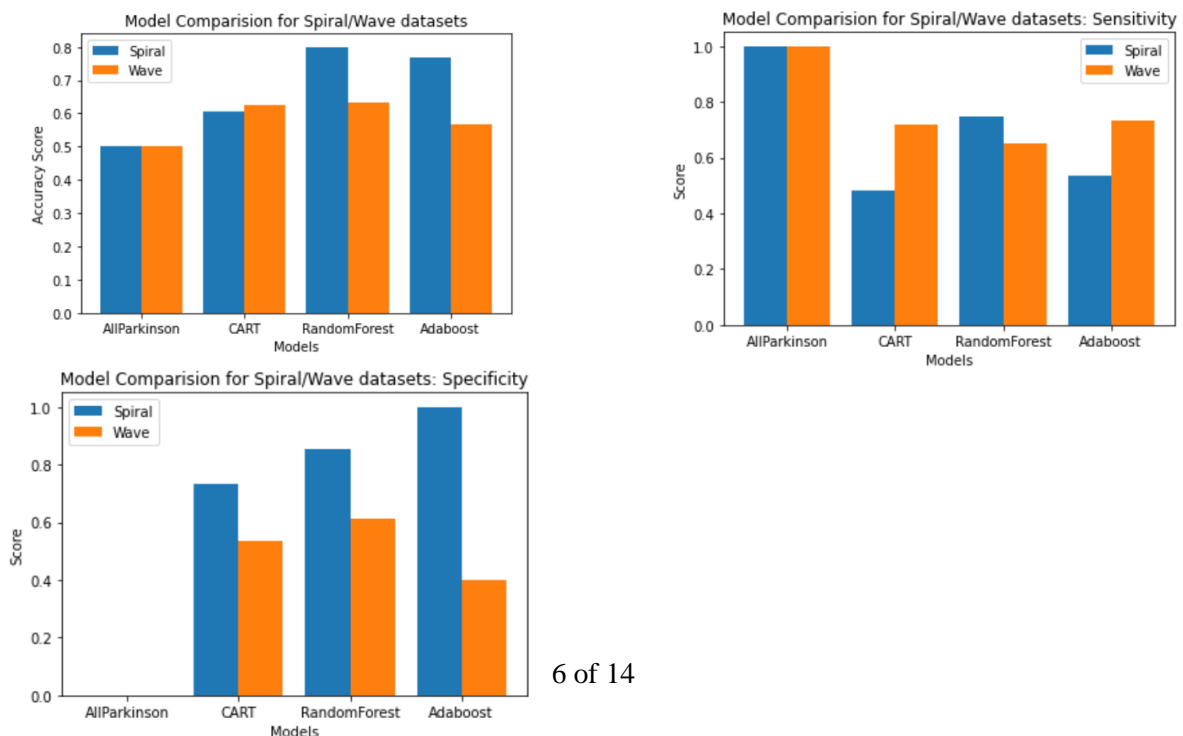 Model Comparision for Spiral/Wave datasets
Spiral
Wave
Accuracy Score
0.8
0.7
0.6
0.5
0.4
0.3
0.2
0.1
0.0
AllParkinson CART RandomForest Adaboost
Models
Model Comparision for Spiral/Wave datasets: Sensitivity
Spiral
Wave
Score
1.0
0.8
0.6
0.4
0.2
0.0
AllParkinson CART RandomForest Adaboost
Models
Model Comparision for Spiral/Wave datasets: Specificity
Spiral
Wave
Score
1.0
0.8
0.6
0.4
0.2
0.0
AllParkinson CART RandomForest Adaboost
Models
6 of 14